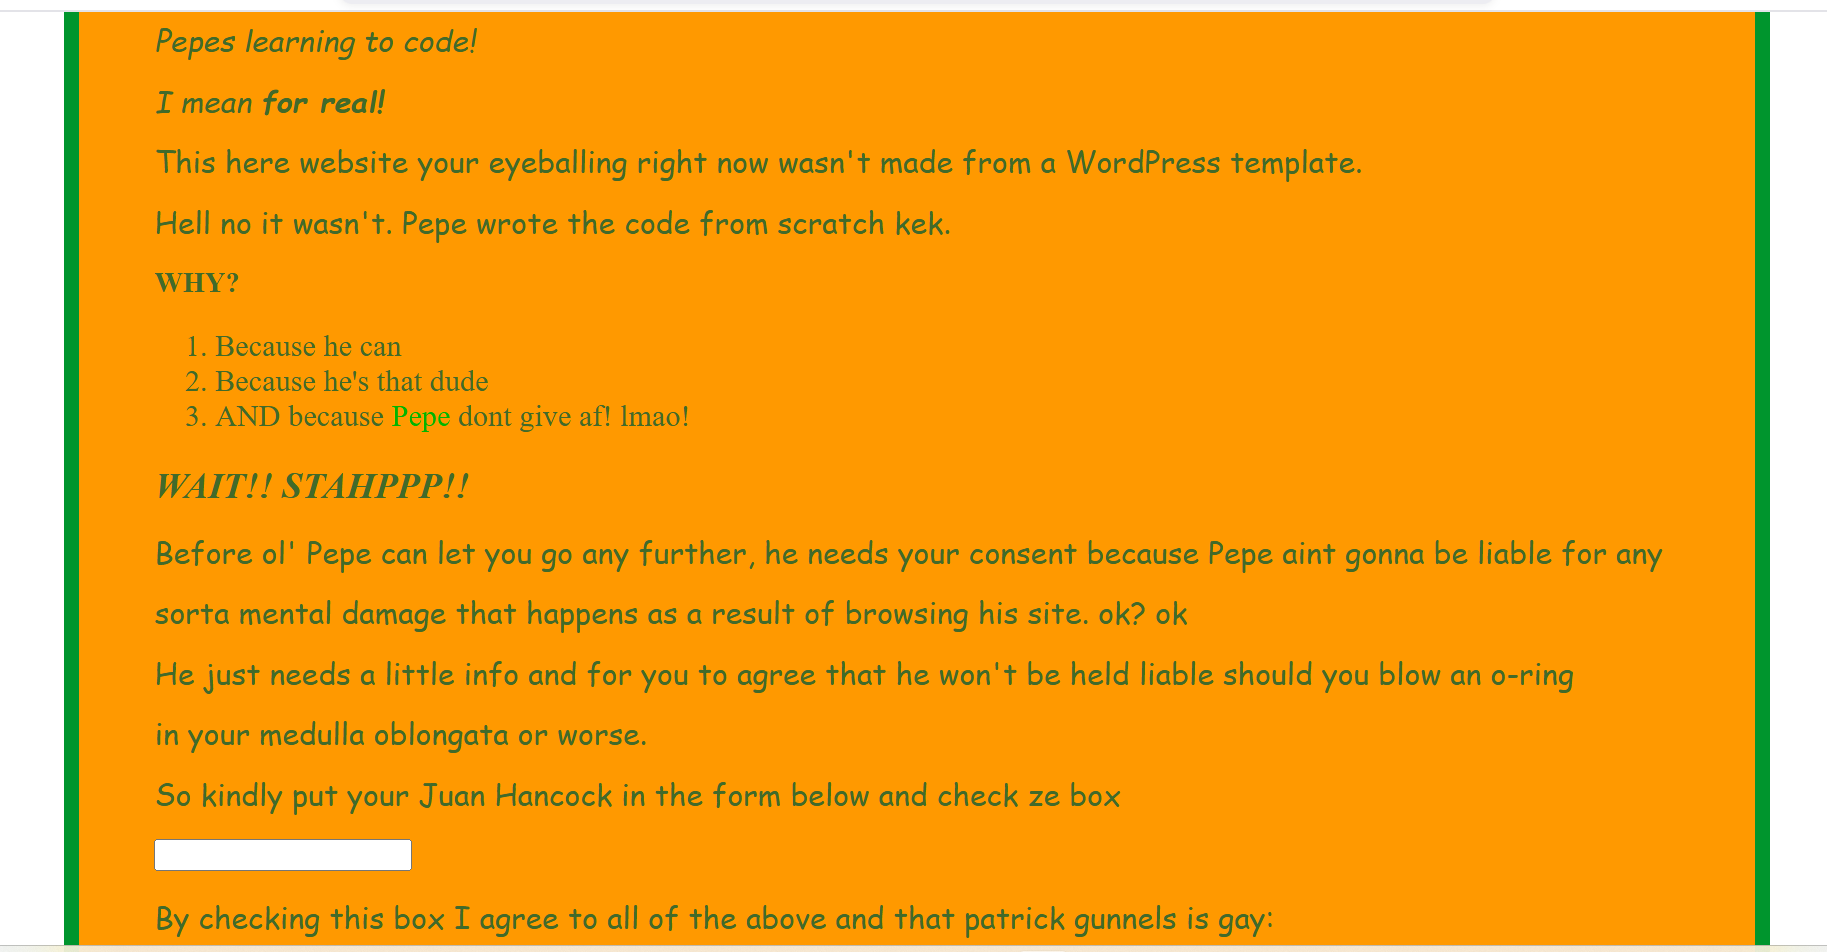 Pepes learning to code!
I mean for real!
This here website your eyeballing right now wasn't made from a WordPress template.
Hell no it wasn't. Pepe wrote the code from scratch kek.
WHY?
1. Because he can
2. Because he's that dude
3. AND because Pepe dont give af! lmao!
WAIT!! STAHPPP!!
Before ol' Pepe can let you go any further, he needs your consent because Pepe aint gonna be liable for any
sorta mental damage that happens as a result of browsing his site. ok? ok
He just needs a little info and for you to agree that he won't be held liable should you blow an o-ring
in your medulla oblongata or worse.
So kindly put your Juan Hancock in the form below and check ze box
By checking this box I agree to all of the above and that patrick gunnels is gay: